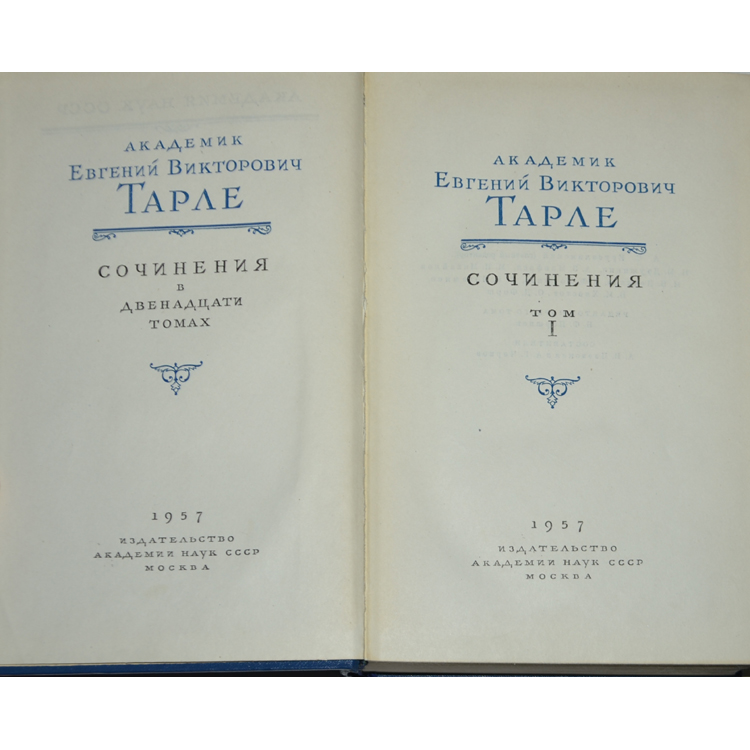 АКАДЕМИК
ЕВГЕНИЙ ВИКТОРОВИЧ
ТАРЛЕ
СОЧИНЕНИЯ
В
ДВЕНАДЦАТИ
ТОМАХ
1957
ИЗДАТЕЛЬСТВО
АКАДЕМИИ НАУК СССР
МОСКВА
АКАДЕМИК
ЕВГЕНИЙ ВИКТОРОВИЧ
ТАРЛЕ
СОЧИНЕНИЯ
ТОМ
I
1957
ИЗДАТЕЛЬСТВО
АКАДЕМИИ НАУК СССР
МОСКВА